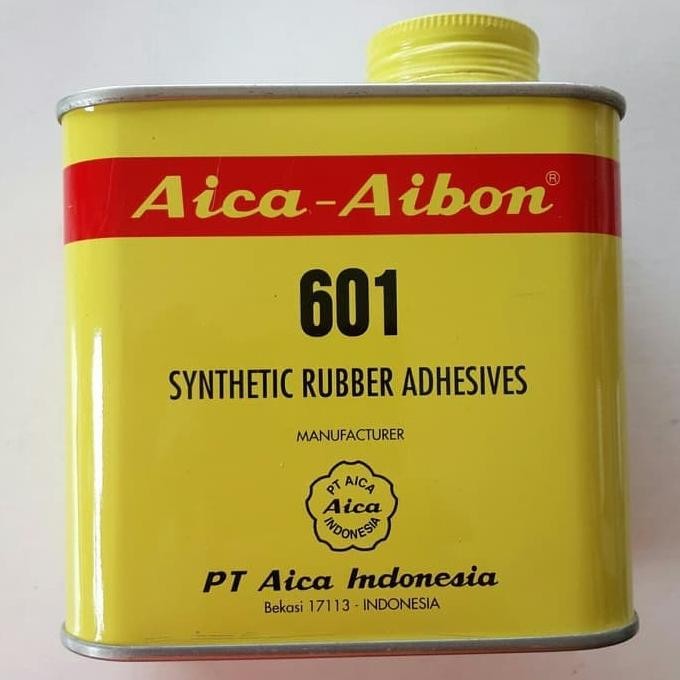 Aica-Aibon®
601
SYNTHETIC RUBBER ADHESIVES
MANUFACTURER
PT AICA
Aica
INDONESIA
PT Aica Indonesia
Bekasi 17113 - INDONESIA